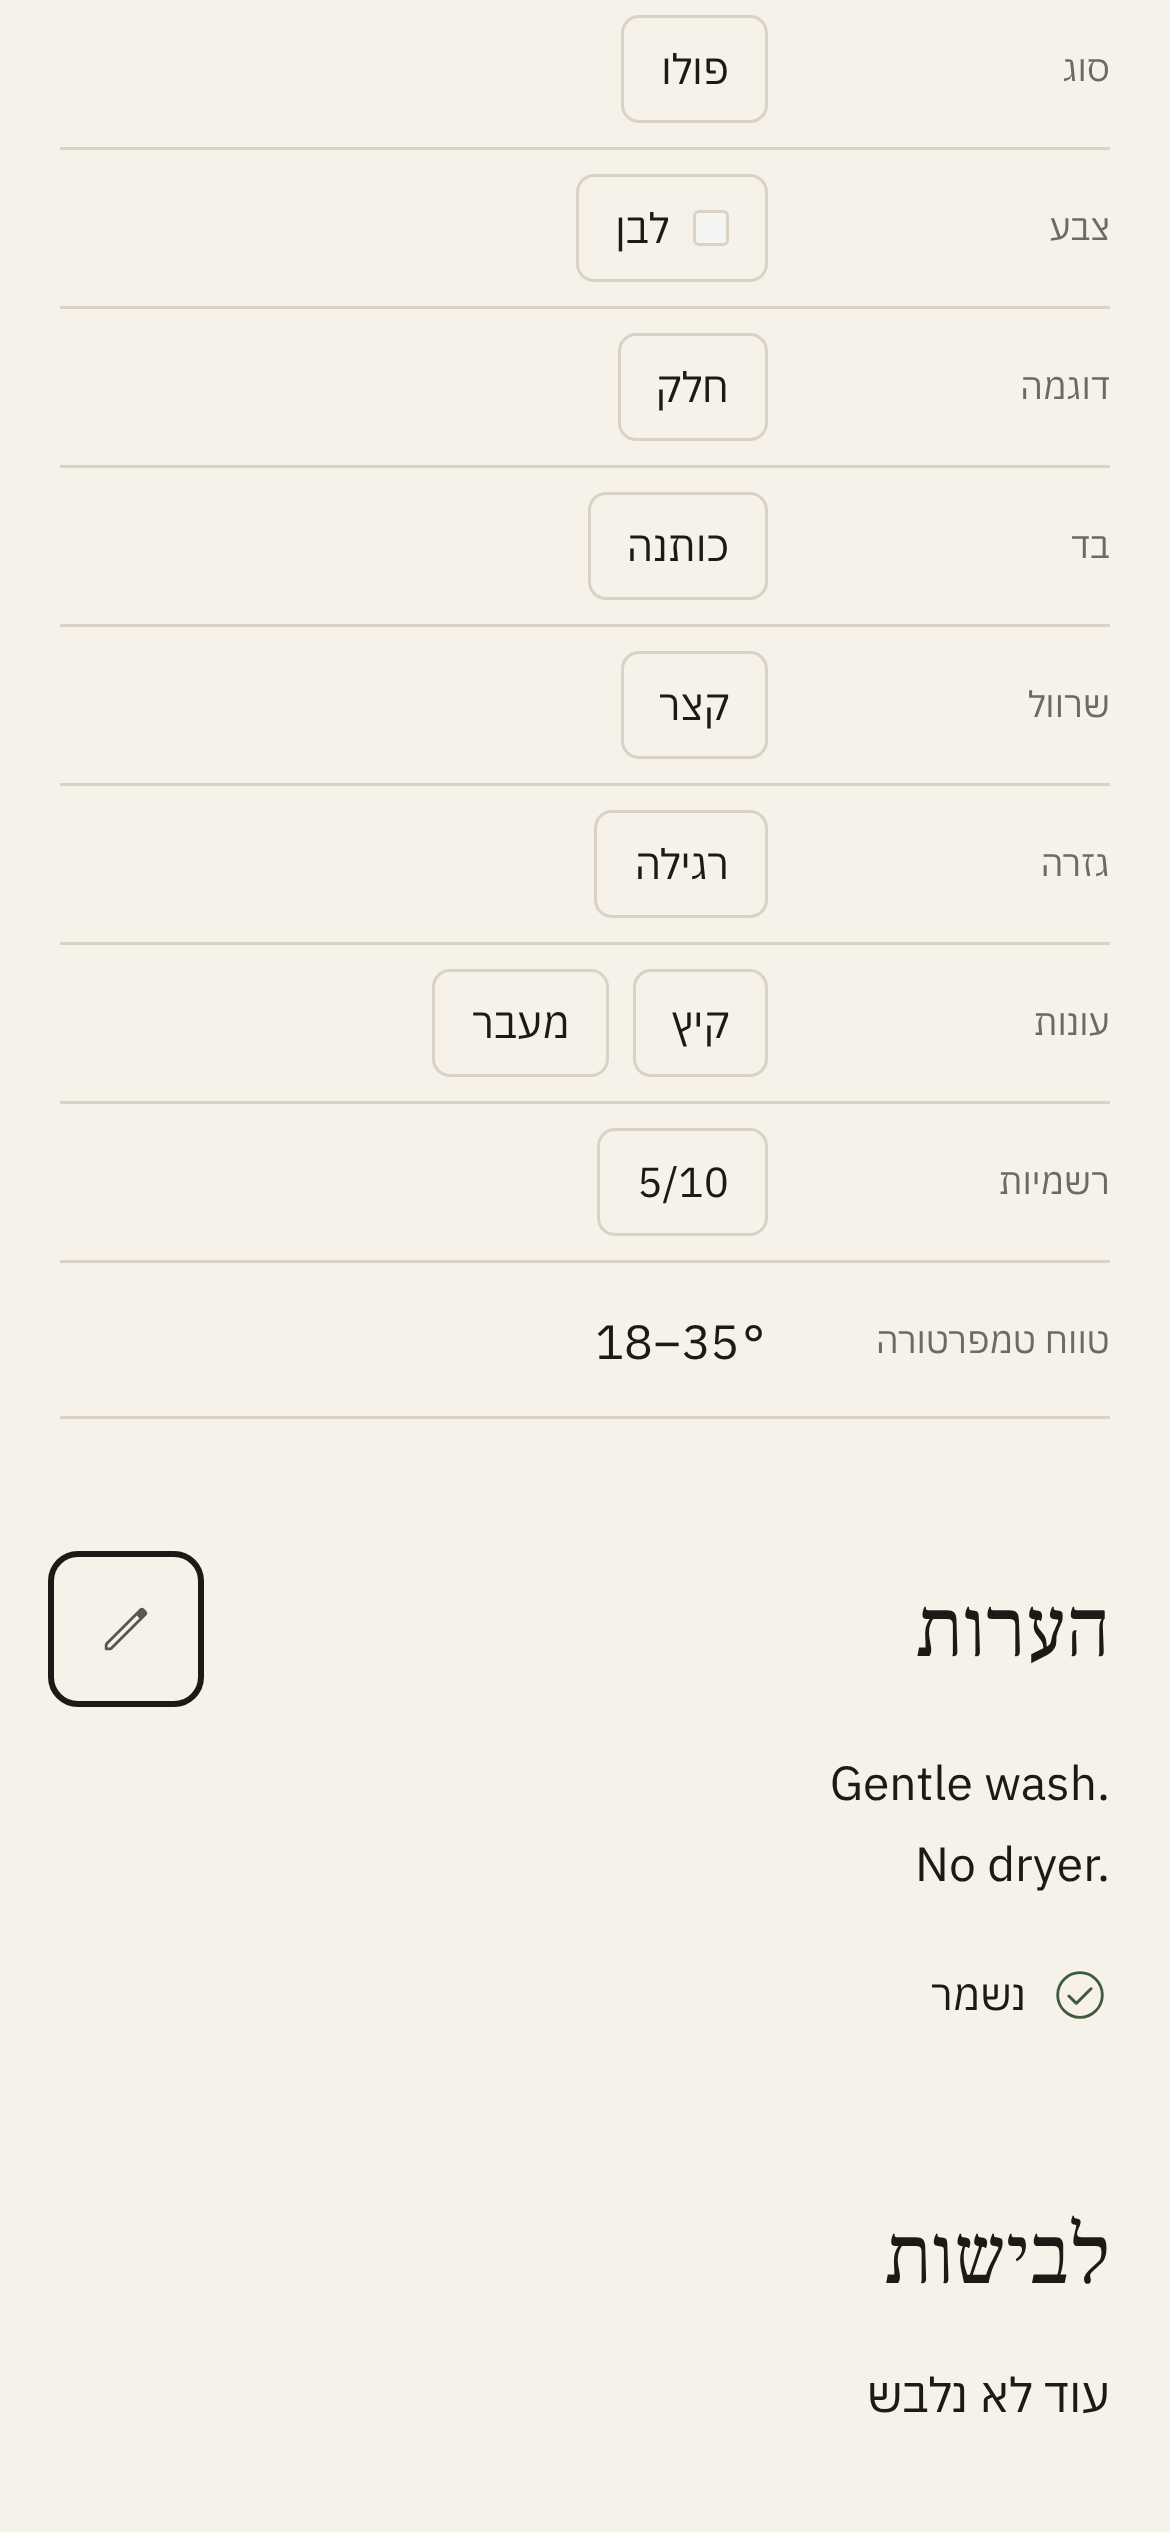 סוג פולו
צבע לבן
דוגמה חלק
בד כותנה
שרוול קצר
גזרה רגילה
עונות קיץ מעבר
רשמיות 5/10
טווח טמפרטורה 18–35°
הערות
Gentle wash.
No dryer.
נשמר
לבישות
עוד לא נלבש